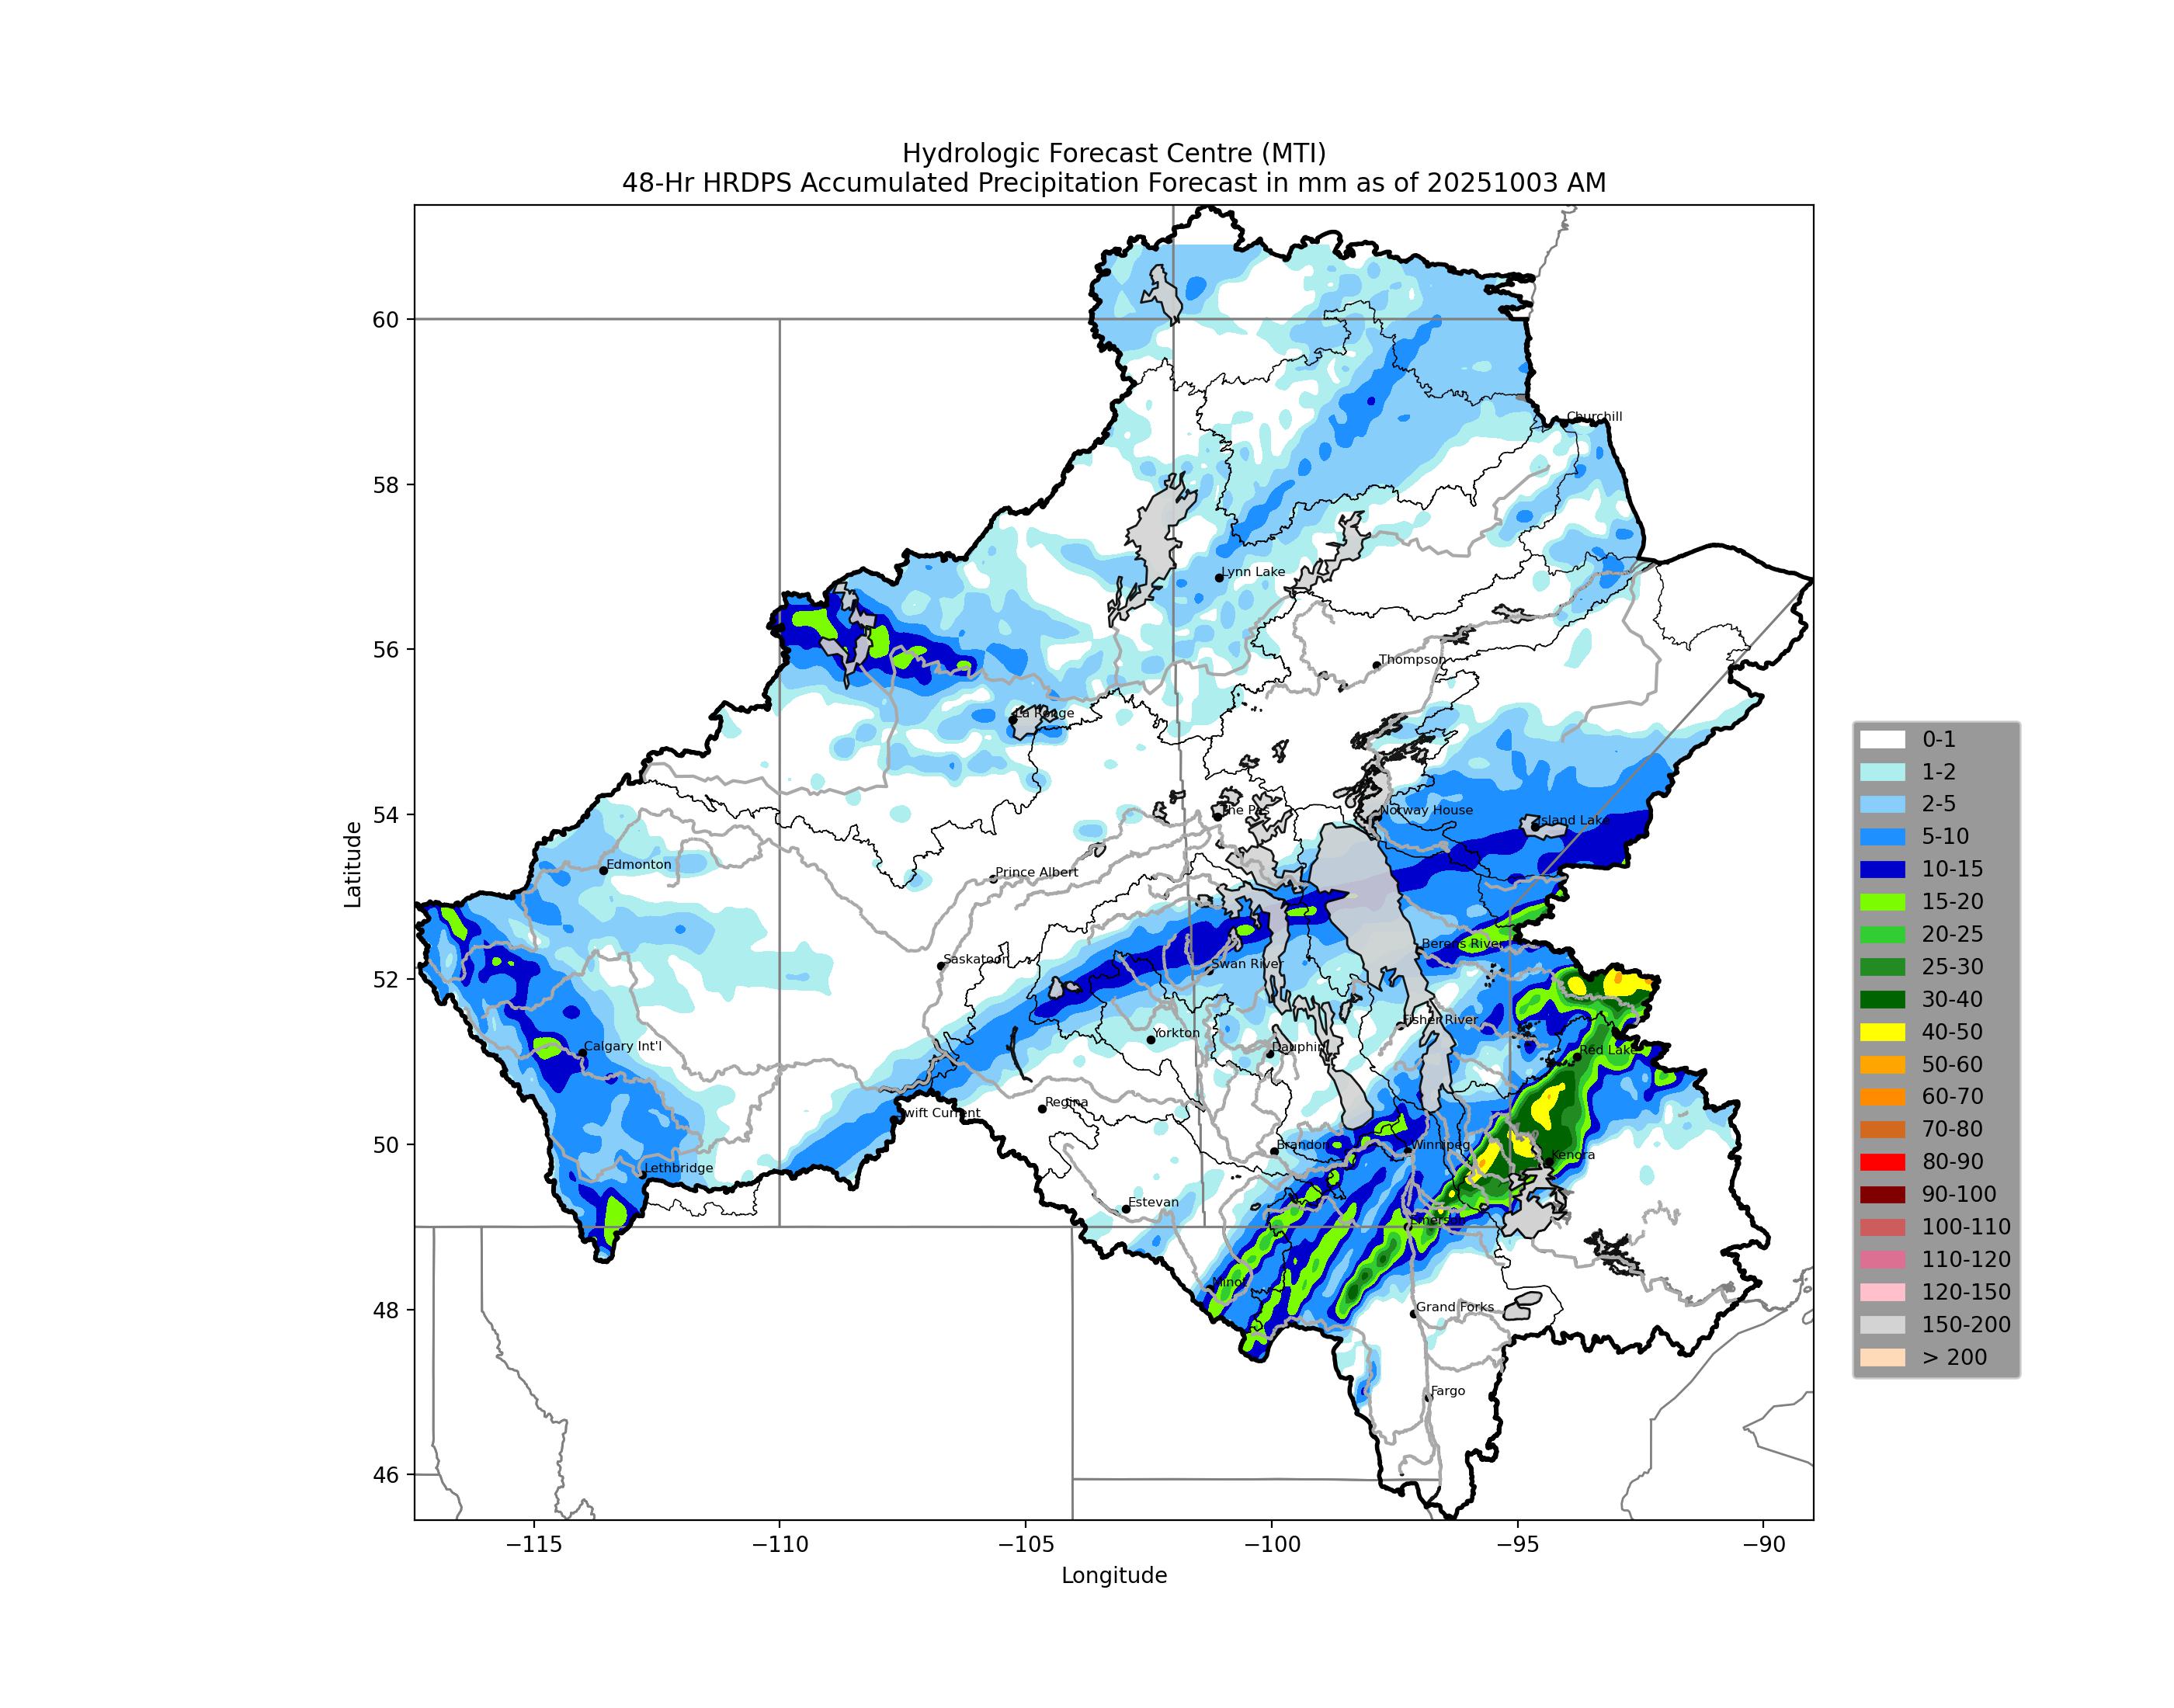 Hydrologic Forecast Centre (MTI)
48-Hr HRDPS Accumulated Precipitation Forecast in mm as of 20251003 AM
Latitude
60
58
56
54
52
50
48
46
Churchill
Lynn Lake
Thompson
La Ronge
Norway House
The Pas
Island Lake
Edmonton
Prince Albert
Berens River
Saskatoon
Swan River
Fisher River
Yorkton
Calgary Int'l
Dauphin
Red Lake
Regina
Swift Current
Brandon
Winnipeg
Kenora
Lethbridge
Estevan
Emerson
Minot
Grand Forks
Fargo
−115
−110
−105
−100
−95
−90
Longitude
0-1
1-2
2-5
5-10
10-15
15-20
20-25
25-30
30-40
40-50
50-60
60-70
70-80
80-90
90-100
100-110
110-120
120-150
150-200
> 200